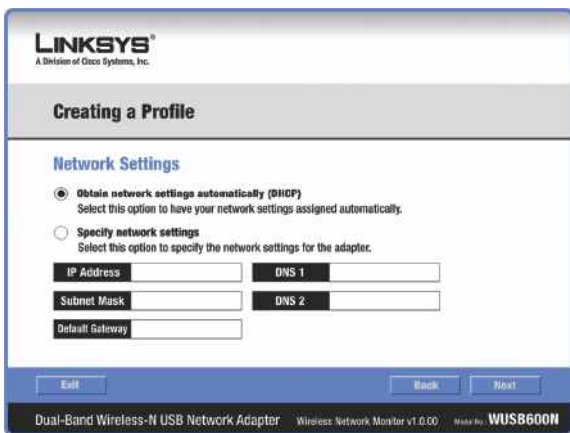 LINKSYS®
A Division of Cisco Systems, Inc.
Creating a Profile
Network Settings
Obtain network settings automatically (DHCP)
Select this option to have your network settings assigned automatically.
Specify network settings
Select this option to specify the network settings for the adapter.
IP Address
DNS 1
Subnet Mask
DNS 2
Default Gateway
Exit
Back
Next
Dual-Band Wireless-N USB Network Adapter Wireless Network Monitor v1.0.00 Model No.: WUSB600N